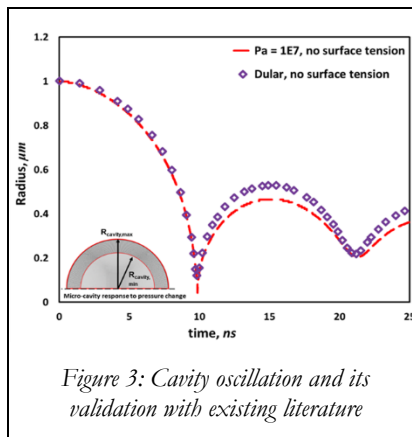 1.2
1
0.8
0.6
0.4
0.2
0
Radius, µm
Pa = 1E7, no surface tension
Dular, no surface tension
Rcavity,max
Rcavity,
min
Micro-cavity response to pressure change
0 5 10 15 20 25
time, ns
Figure 3: Cavity oscillation and its
validation with existing literature